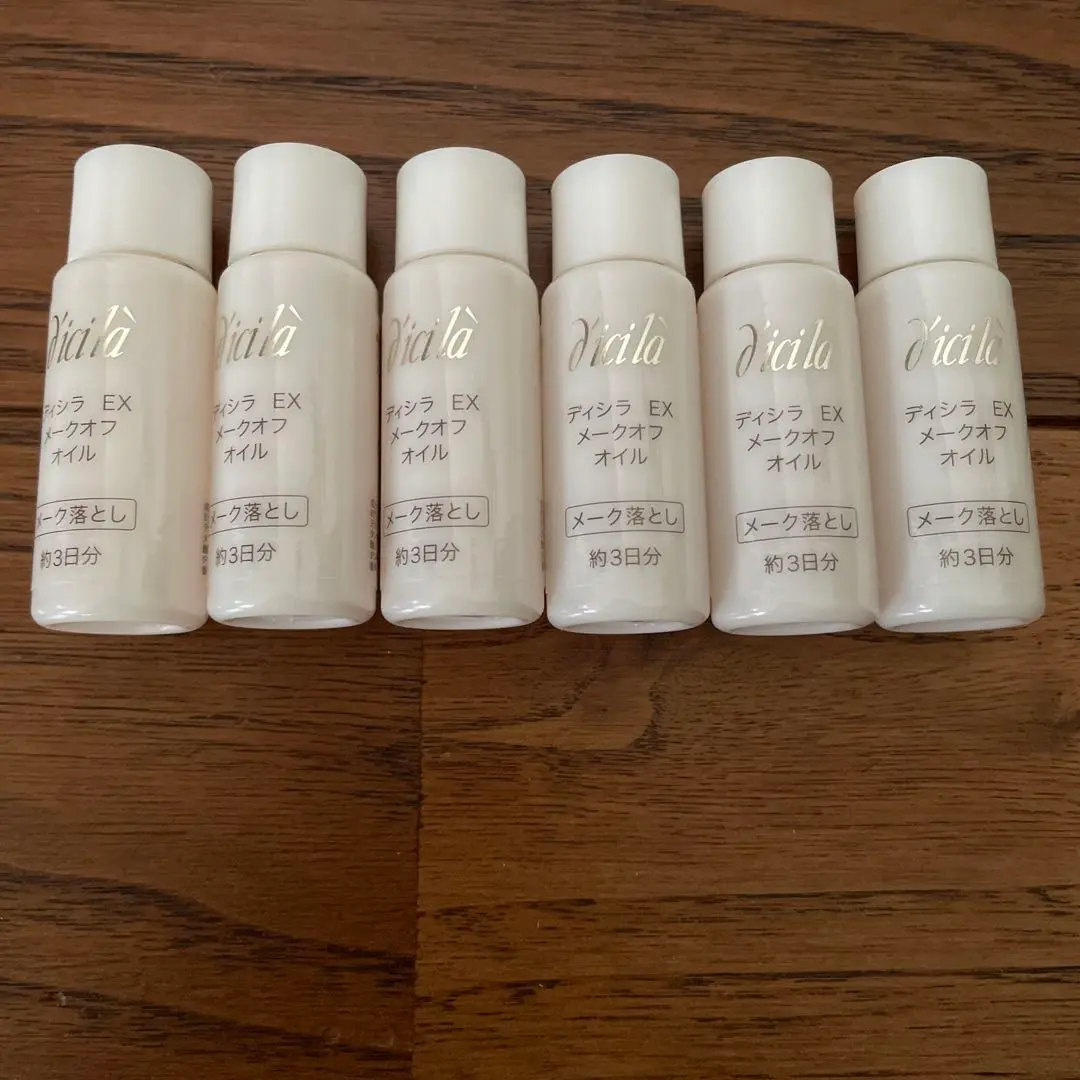 d'icilà
ディシラ EX
メークオフ
オイル
メーク落とし
約3日分
d'icilà
ディシラ EX
メークオフ
オイル
メーク落とし
約3日分
d'icilà
ディシラ EX
メークオフ
オイル
メーク落とし
約3日分
d'icilà
ディシラ EX
メークオフ
オイル
メーク落とし
約3日分
d'icilà
ディシラ EX
メークオフ
オイル
メーク落とし
約3日分
d'icilà
ディシラ EX
メークオフ
オイル
メーク落とし
約3日分